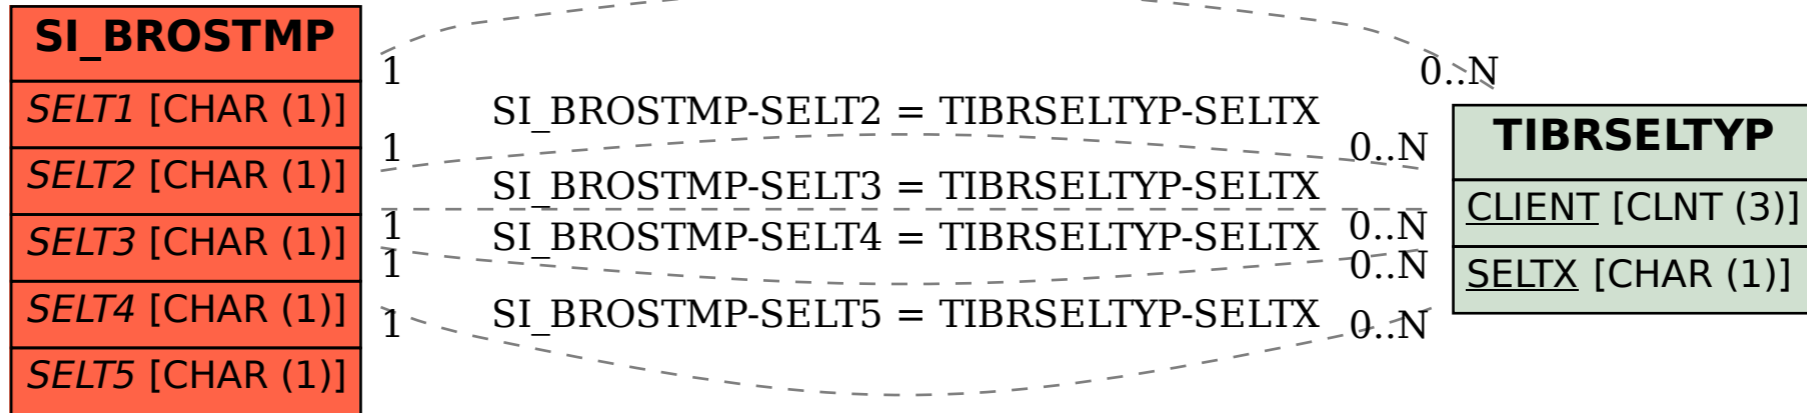 SI_BROSTMP
SELT1 [CHAR (1)]
SELT2 [CHAR (1)]
SELT3 [CHAR (1)]
SELT4 [CHAR (1)]
SELT5 [CHAR (1)]
1
0..N
SI_BROSTMP-SELT2 = TIBRSELTYP-SELTX
1
0..N
SI_BROSTMP-SELT3 = TIBRSELTYP-SELTX
1
0..N
SI_BROSTMP-SELT4 = TIBRSELTYP-SELTX
1
0..N
SI_BROSTMP-SELT5 = TIBRSELTYP-SELTX
1
0..N
TIBRSELTYP
CLIENT [CLNT (3)]
SELTX [CHAR (1)]